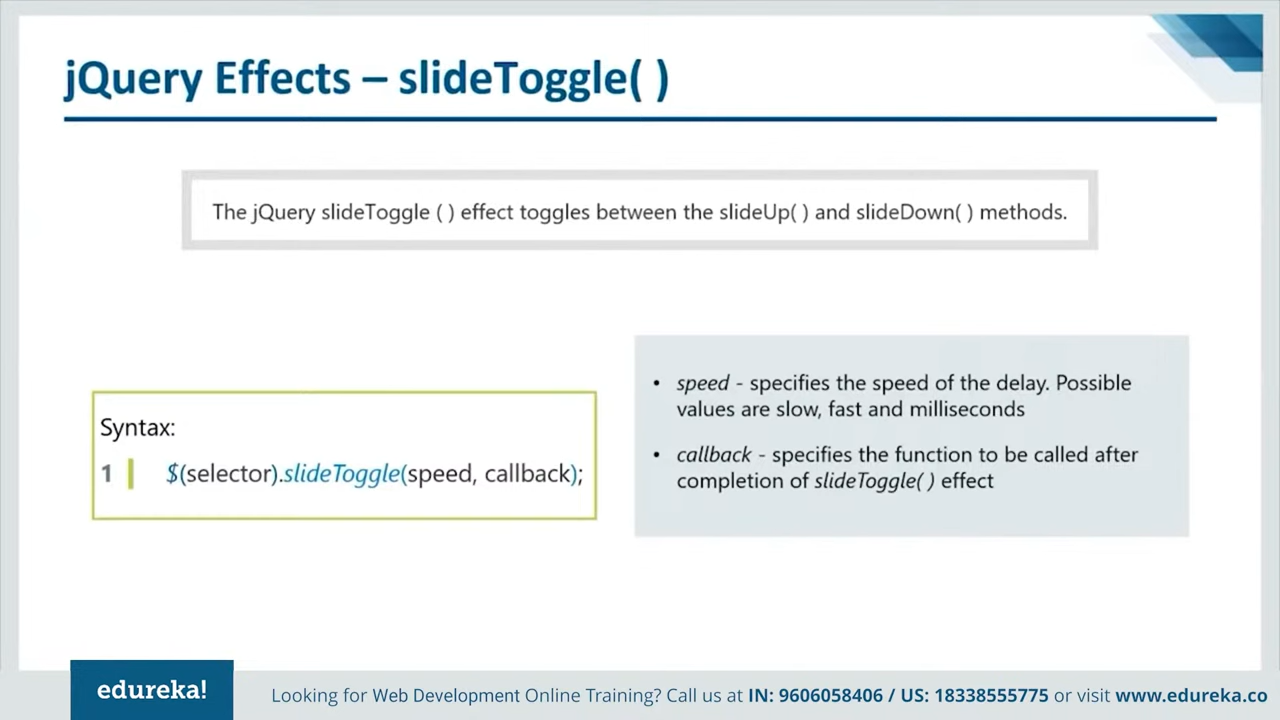 jQuery Effects – slideToggle( )
The jQuery slideToggle ( ) effect toggles between the slideUp( ) and slideDown( ) methods.
Syntax:
1 $(selector).slideToggle(speed, callback);
• speed - specifies the speed of the delay. Possible
values are slow, fast and milliseconds
• callback - specifies the function to be called after
completion of slideToggle( ) effect
edureka!
Looking for Web Development Online Training? Call us at IN: 9606058406 / US: 18338555775 or visit www.edureka.co